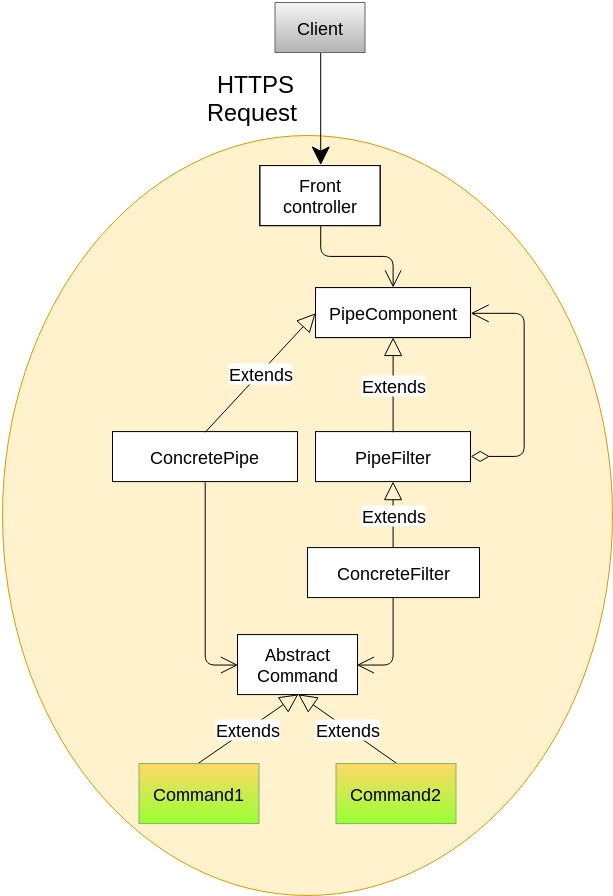 Client
HTTPS
Request
Front
controller
PipeComponent
Extends
Extends
ConcretePipe
PipeFilter
Extends
ConcreteFilter
Abstract
Command
Extends
Extends
Command1
Command2